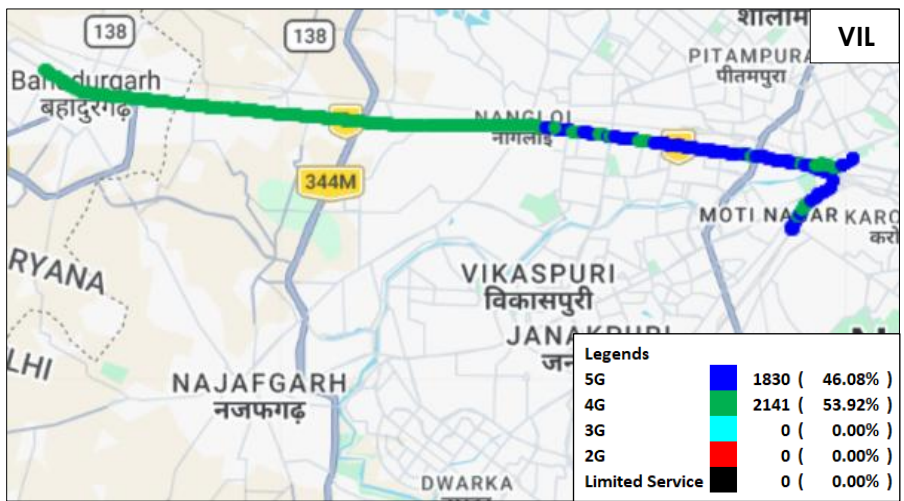 138
138
शालीम
VIL
PITAMPURA
पीतमपुरा
Bahadurgarh
बहादुरगढ़
NANGLOI
नांगलोई
344M
MOTI NAGAR
KARO
करो
RYANA
VIKASPURI
विकासपुरी
JANAKPURI
जन
LHI
NAJAFGARH
नजफगढ़
DWARKA
Legends
5G 1830 ( 46.08% )
4G 2141 ( 53.92% )
3G 0 ( 0.00% )
2G 0 ( 0.00% )
Limited Service 0 ( 0.00% )